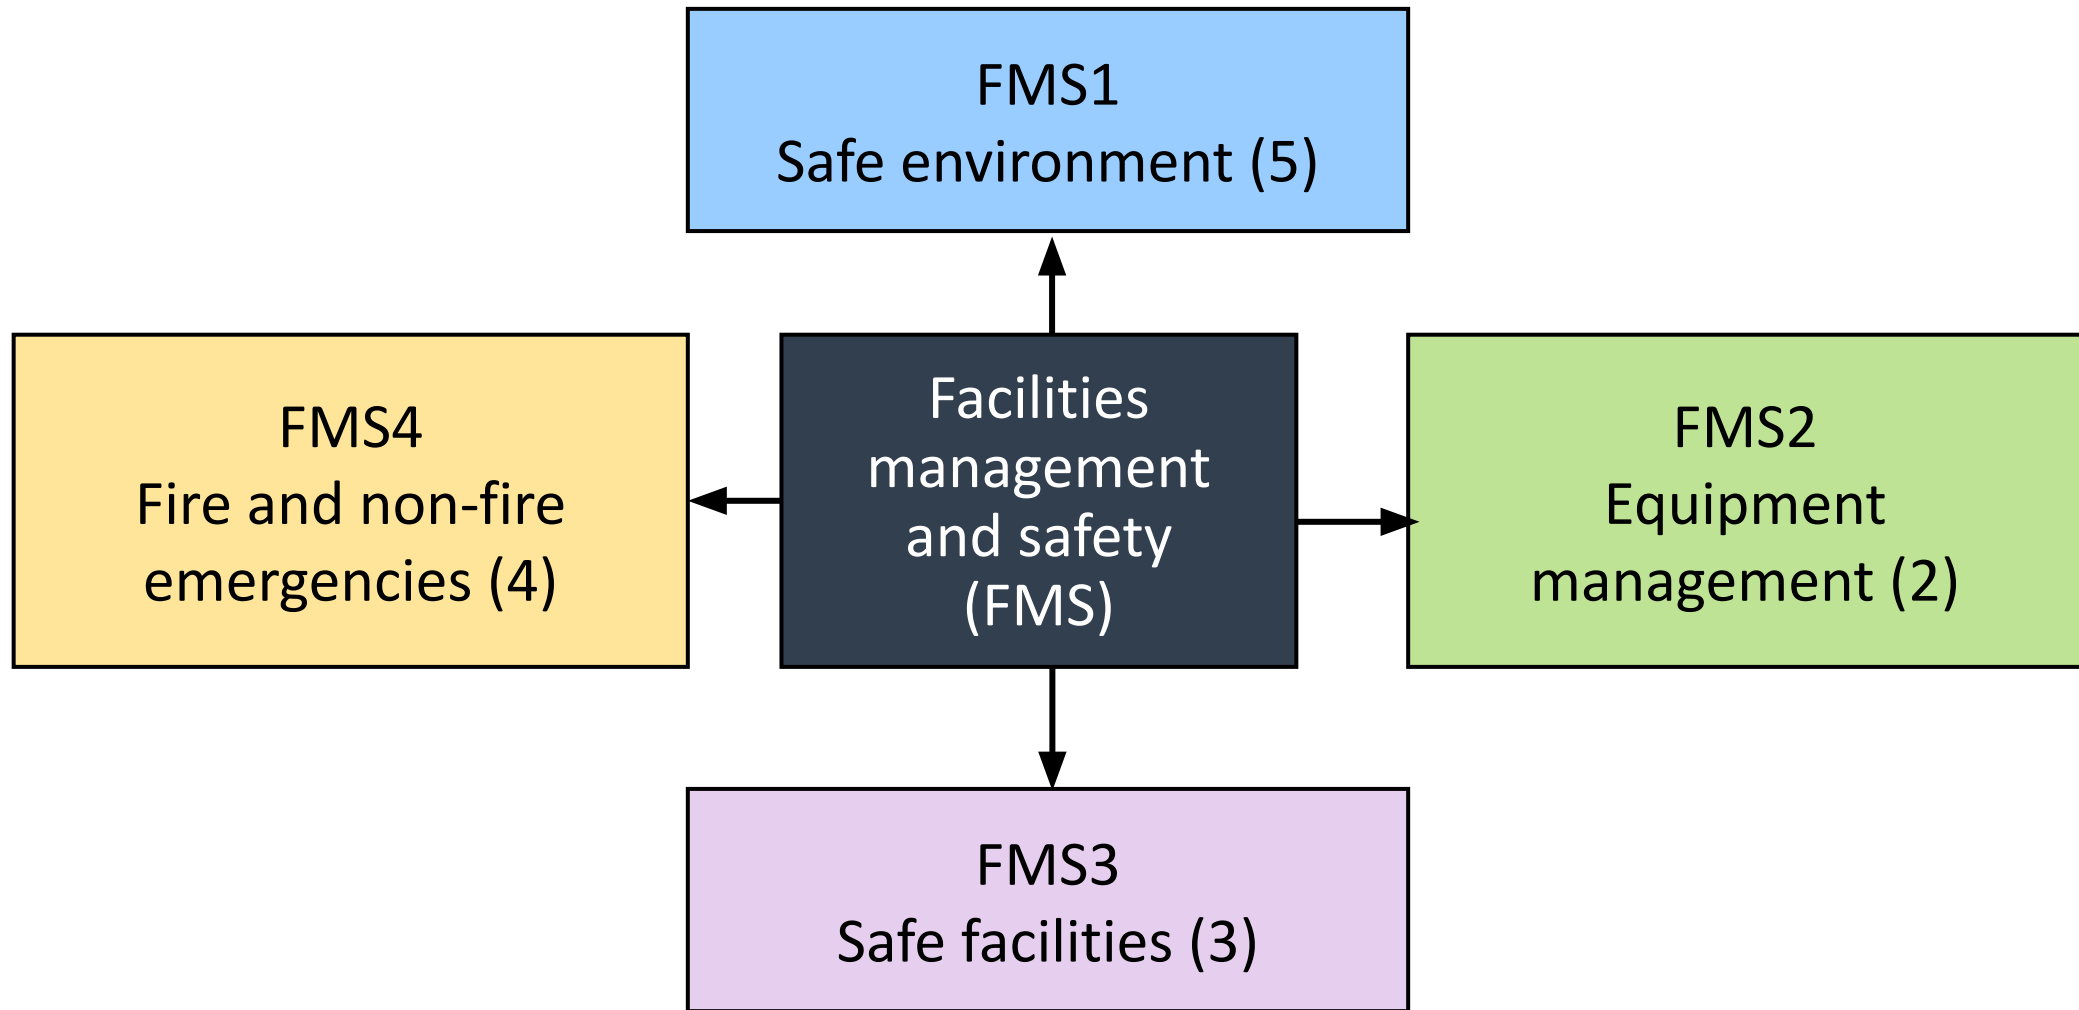 FMS1
Safe environment (5)
FMS4
Fire and non-fire
emergencies (4)
Facilities
management
and safety
(FMS)
FMS2
Equipment
management (2)
FMS3
Safe facilities (3)